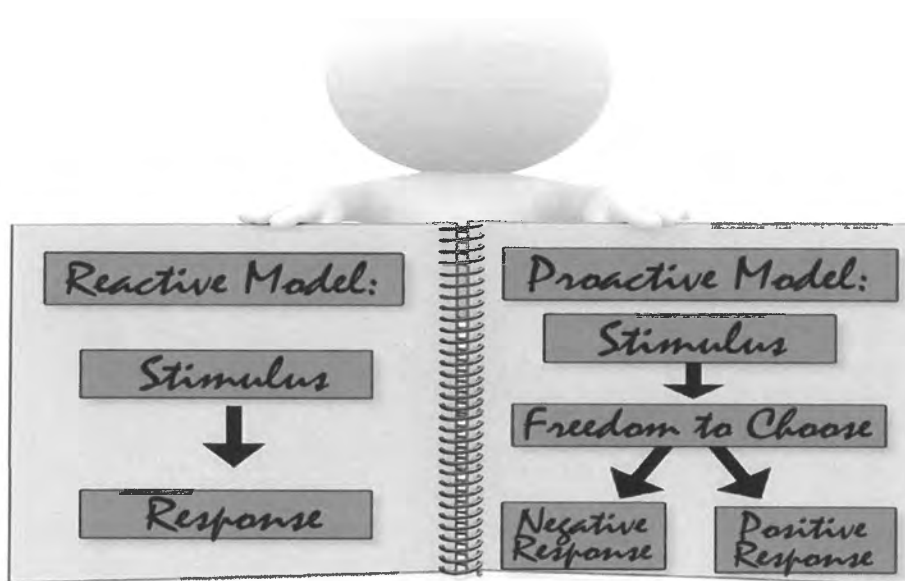 Reactive Model:
Stimulus
Response
Proactive Model:
Stimulus
Freedom to Choose
Negative
Response
Positive
Response